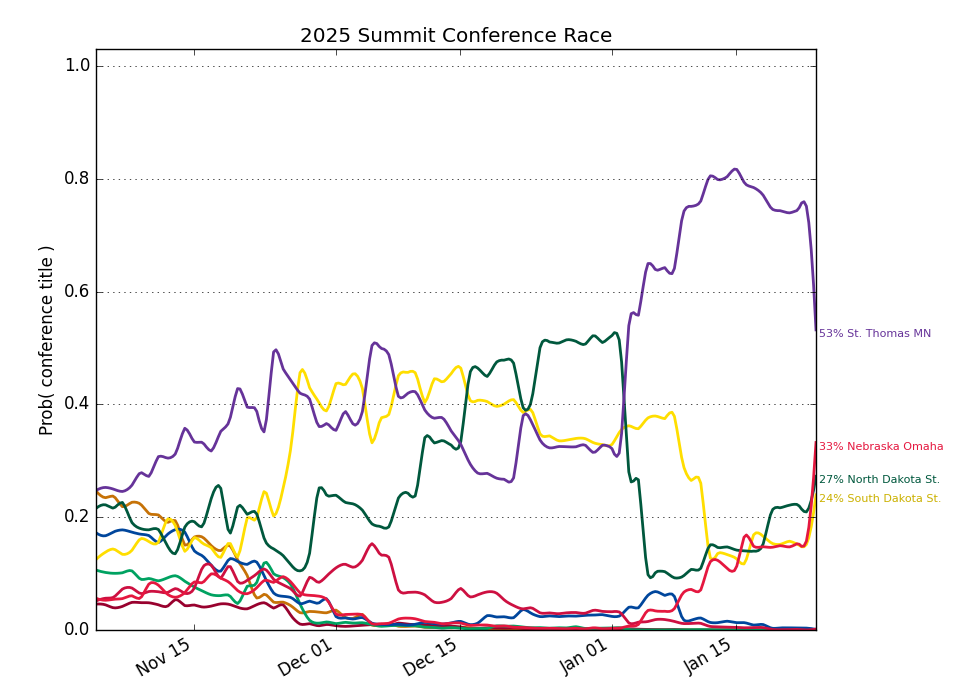 2025 Summit Conference Race
Prob( conference title )
1.0
0.8
0.6
0.4
0.2
0.0
Nov 15
Dec 01
Dec 15
Jan 01
Jan 15
53% St. Thomas MN
33% Nebraska Omaha
27% North Dakota St.
24% South Dakota St.